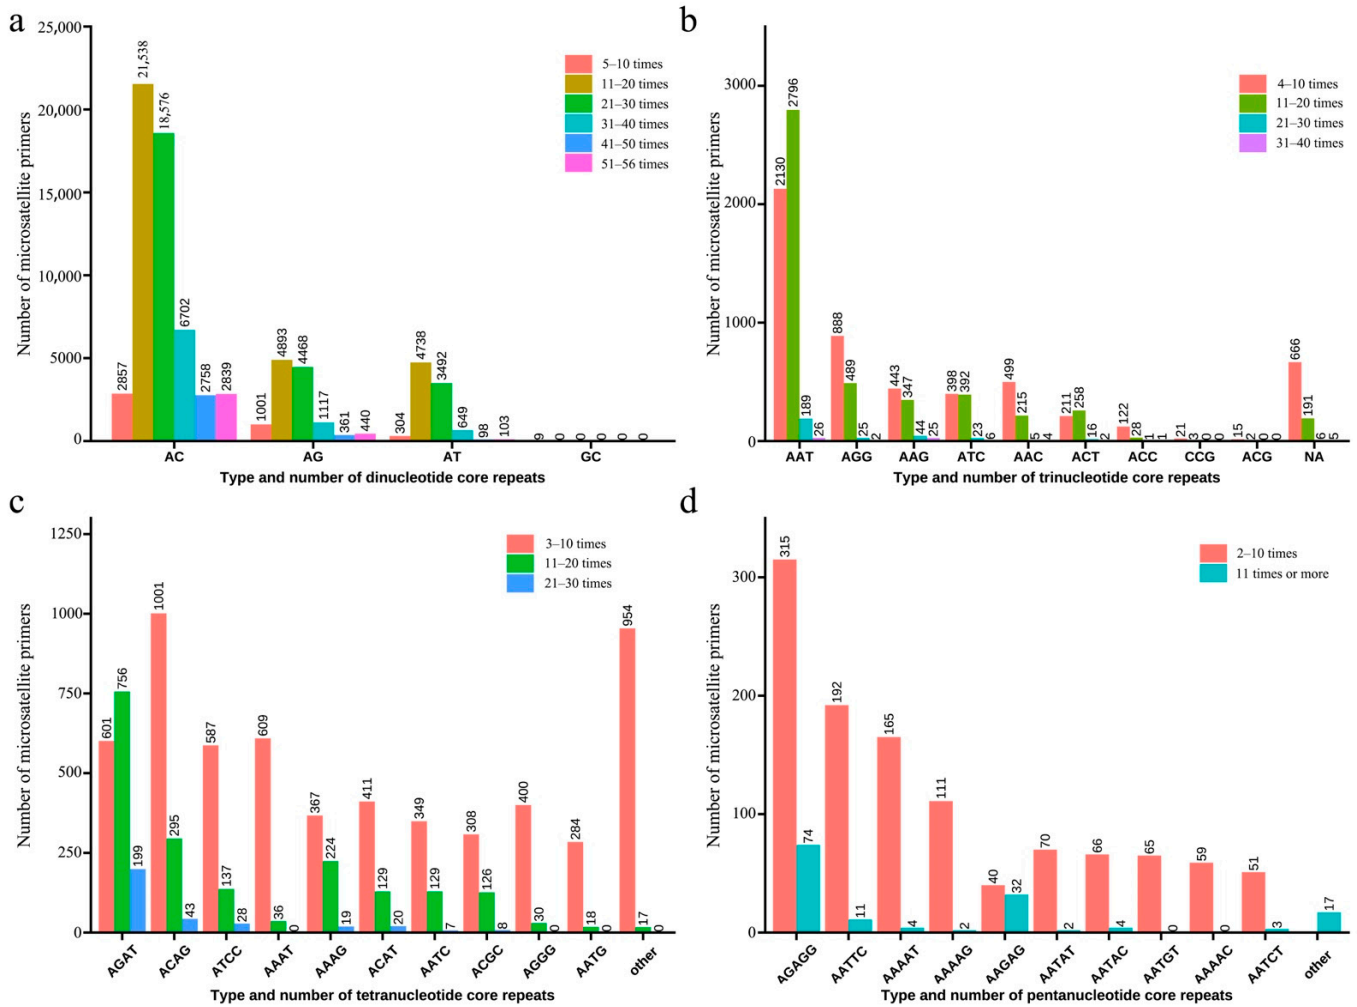 a
25,000
20,000
15,000
10,000
5000
0
Number of microsatellite primers
2857
21,538
18,576
6702
2758
2839
1001
4893
4468
1117
361
440
304
4738
3492
649
98
103
9
0
0
0
0
0
AC
AG
AT
GC
Type and number of dinucleotide core repeats
5–10 times
11–20 times
21–30 times
31–40 times
41–50 times
51–56 times
b
3000
2000
1000
0
Number of microsatellite primers
2130
2796
189
26
888
489
25
2
443
347
44
25
398
392
23
6
499
215
5
4
211
258
16
2
122
28
1
1
21
3
0
0
15
2
0
0
666
191
6
5
AAT
AGG
AAG
ATC
AAC
ACT
ACC
CCG
ACG
NA
Type and number of trinucleotide core repeats
4–10 times
11–20 times
21–30 times
31–40 times
c
1250
1000
750
500
250
0
Number of microsatellite primers
601
756
199
1001
295
43
587
137
28
609
36
0
367
224
19
411
129
20
349
129
7
308
126
8
400
30
0
284
18
0
954
17
0
AGAT
ACAG
ATCC
AAAT
AAAG
ACAT
AATC
ACGC
AGGG
AATG
other
Type and number of tetranucleotide core repeats
3–10 times
11–20 times
21–30 times
d
300
200
100
0
Number of microsatellite primers
315
74
192
11
165
4
111
2
40
32
70
2
66
4
65
0
59
0
51
3
17
AGAGG
AATTC
AAAAT
AAAAG
AAGAG
AATAT
AATAC
AATGT
AAAAC
AATCT
other
Type and number of pentanucleotide core repeats
2–10 times
11 times or more